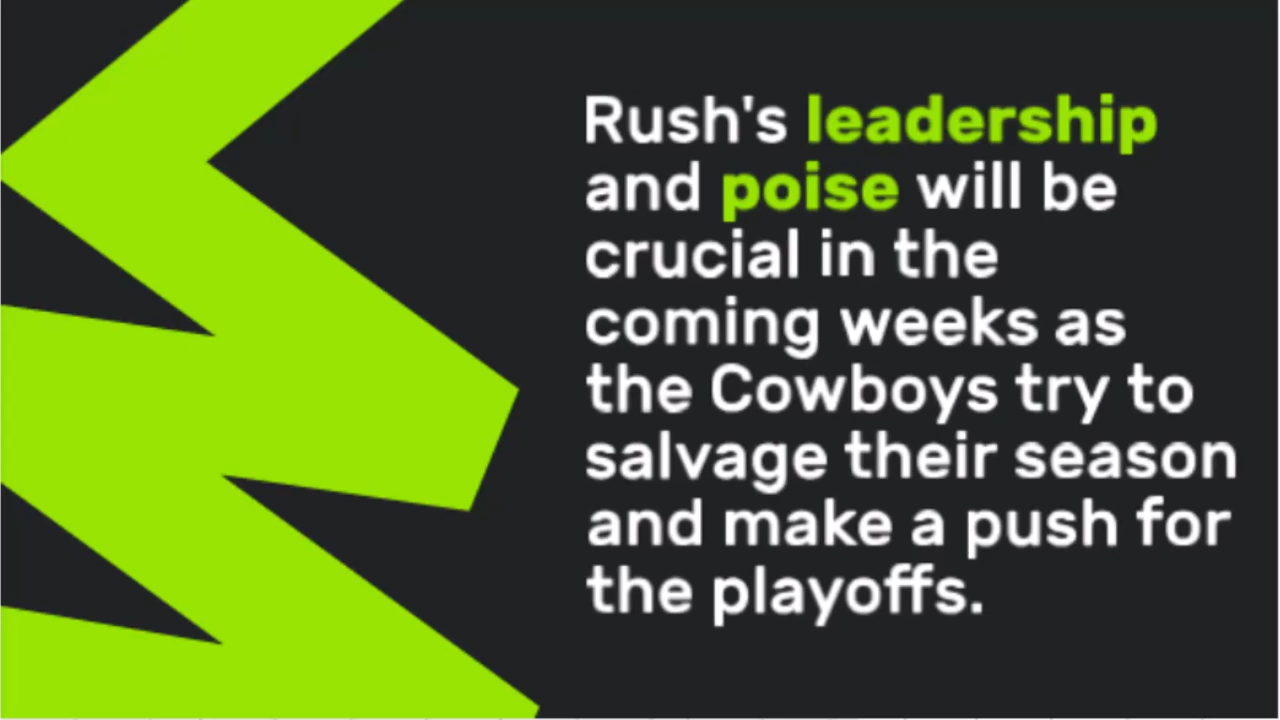 Rush's leadership
and poise will be
crucial in the
coming weeks as
the Cowboys try to
salvage their season
and make a push for
the playoffs.